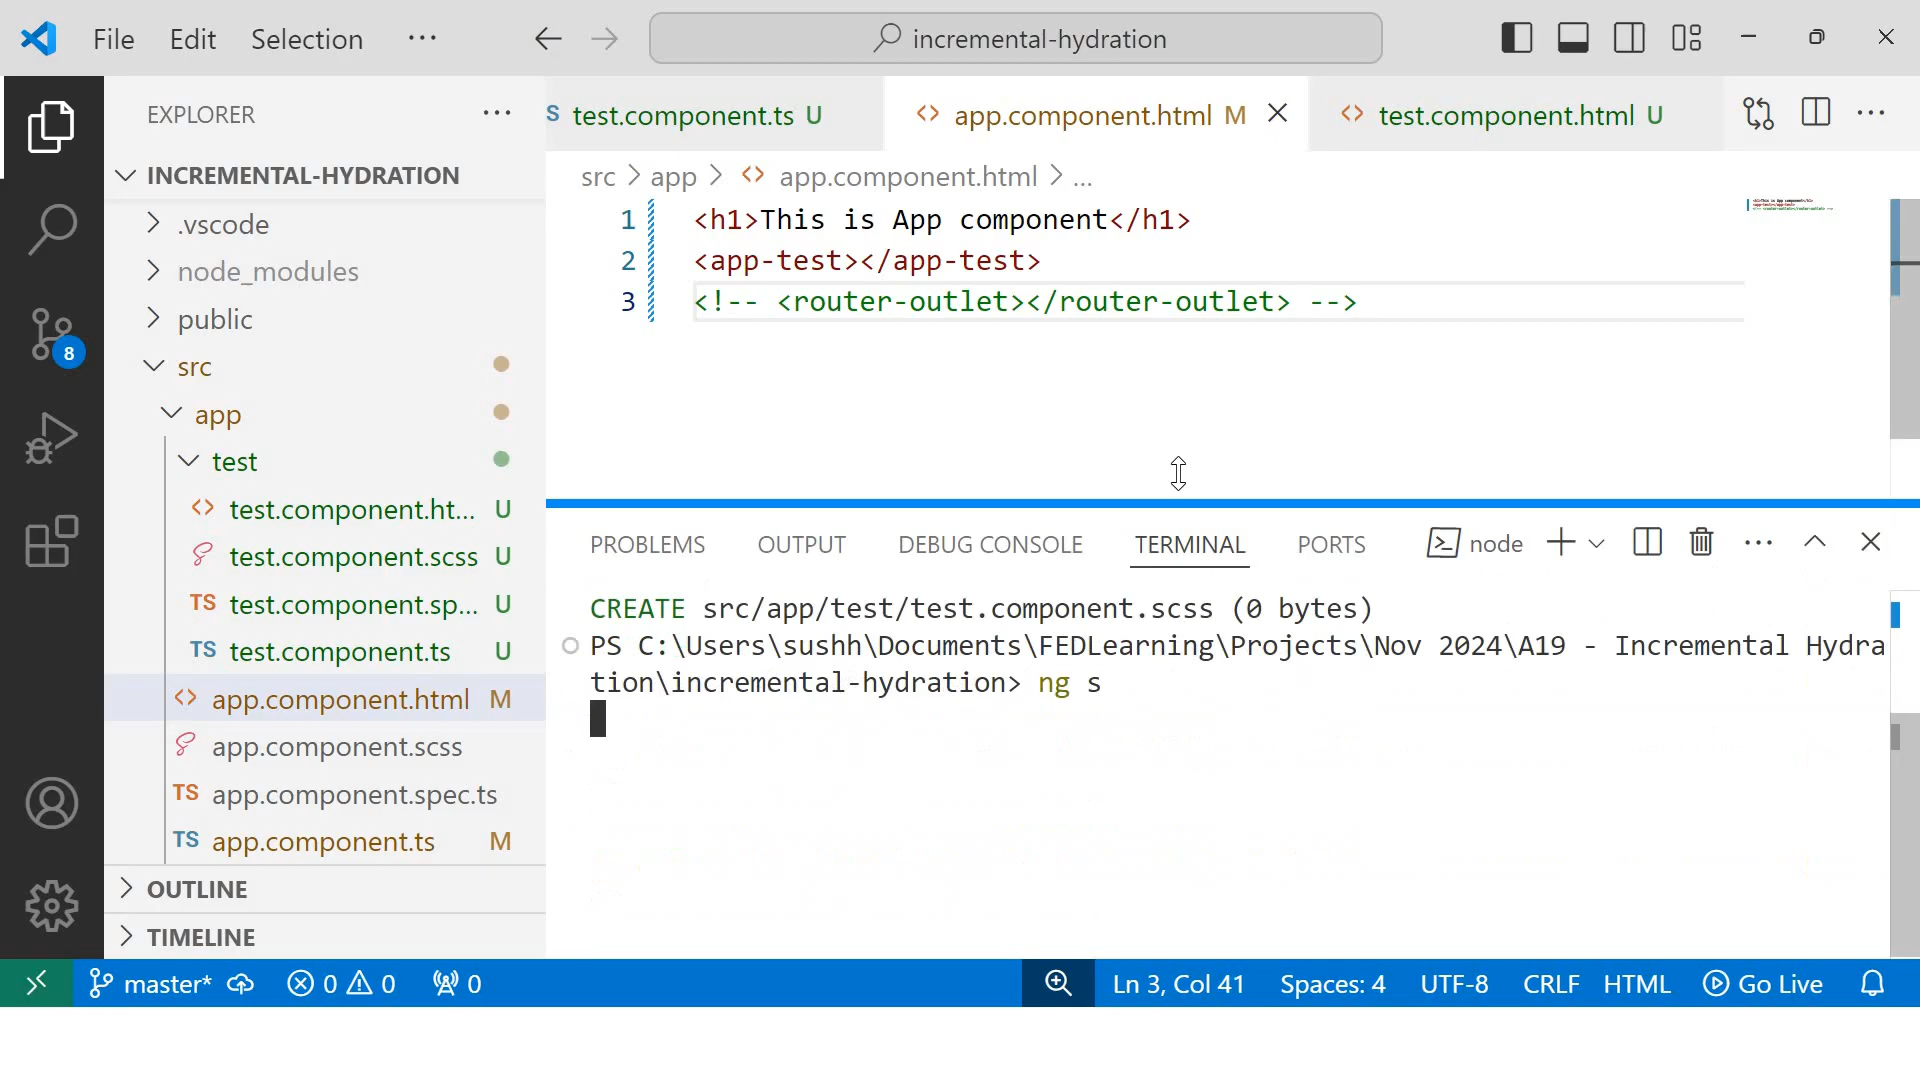 File Edit Selection ··· incremental-hydration
EXPLORER ···
INCREMENTAL-HYDRATION
.vscode
node_modules
public
src
app
test
<> test.component.ht... U
test.component.scss U
TS test.component.sp... U
TS test.component.ts U
<> app.component.html M
app.component.scss
TS app.component.spec.ts
TS app.component.ts M
OUTLINE
TIMELINE
8
S test.component.ts U <> app.component.html M <> test.component.html U ···
src > app > <> app.component.html > ...
1 <h1>This is App component</h1>
2 <app-test></app-test>
3 <!-- <router-outlet></router-outlet> -->
PROBLEMS OUTPUT DEBUG CONSOLE TERMINAL PORTS node ···
CREATE src/app/test/test.component.scss (0 bytes)
PS C:\Users\sushh\Documents\FEDLearning\Projects\Nov 2024\A19 - Incremental Hydra
tion\incremental-hydration> ng s
master* 0 0 0 Ln 3, Col 41 Spaces: 4 UTF-8 CRLF HTML Go Live